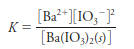 K = [Ba²⁺][IO₃⁻]² / [Ba(IO₃)₂(s)]